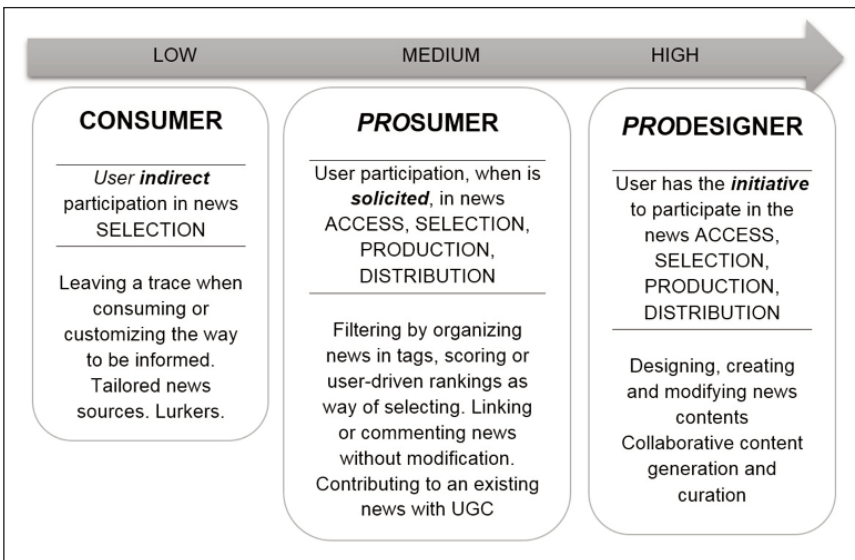 LOW
MEDIUM
HIGH
CONSUMER
User indirect
participation in news
SELECTION
Leaving a trace when
consuming or
customizing the way
to be informed.
Tailored news
sources. Lurkers.
PROSUMER
User participation, when is
solicited, in news
ACCESS, SELECTION,
PRODUCTION,
DISTRIBUTION
Filtering by organizing
news in tags, scoring or
user-driven rankings as
way of selecting. Linking
or commenting news
without modification.
Contributing to an existing
news with UGC
PRODESIGNER
User has the initiative
to participate in the
news ACCESS,
SELECTION,
PRODUCTION,
DISTRIBUTION
Designing, creating
and modifying news
contents
Collaborative content
generation and
curation